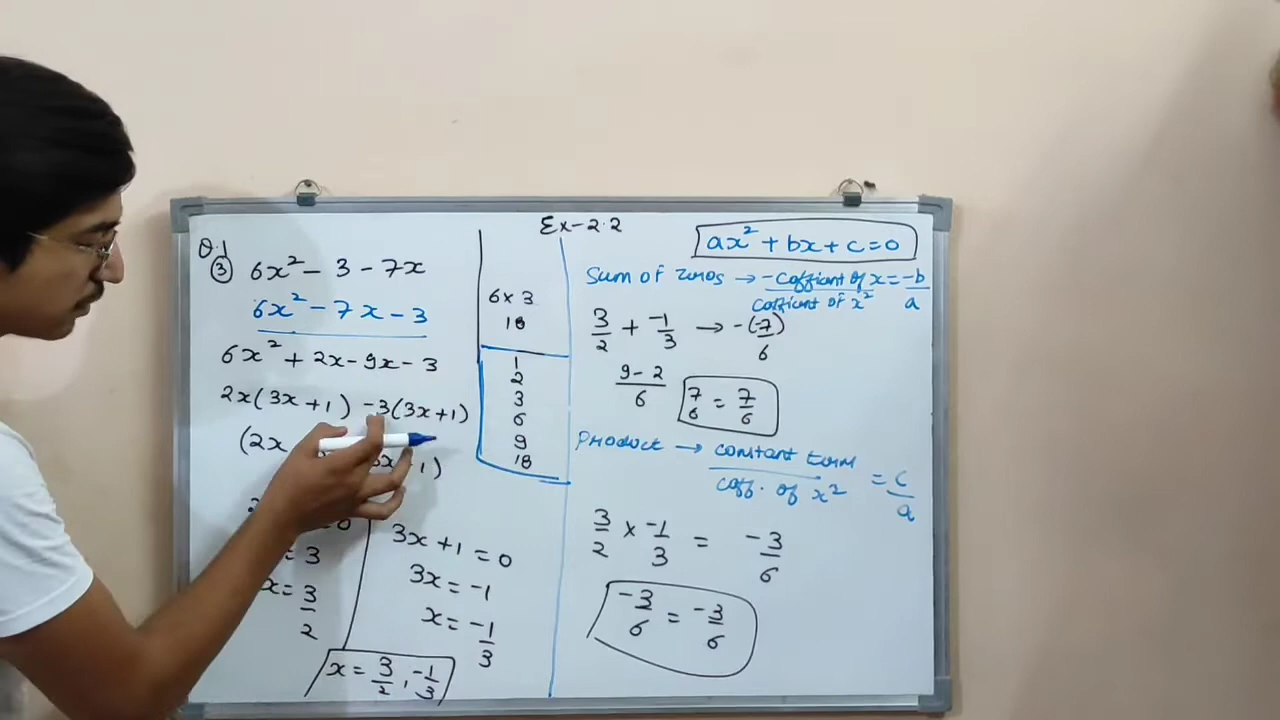 Ex-2.2
Q.1
③ 6x² - 3 - 7x
6x² - 7x - 3
6x² + 2x - 9x - 3
2x(3x+1) -3(3x+1)
(2x
1)
3
x = 3/2
3x + 1 = 0
3x = -1
x = -1/3
x = 3/2, -1/3
6 x 3
18
1
2
3
6
9
18
ax² + bx + c = 0
Sum of zeros → -coffiant of x / cofficient of x² = -b/a
3/2 + -1/3 → -(-7)/6
9-2/6
7/6 = 7/6
Product → constant term / coff. of x² = c/a
3/2 x -1/3 = -3/6
-3/6 = -3/6